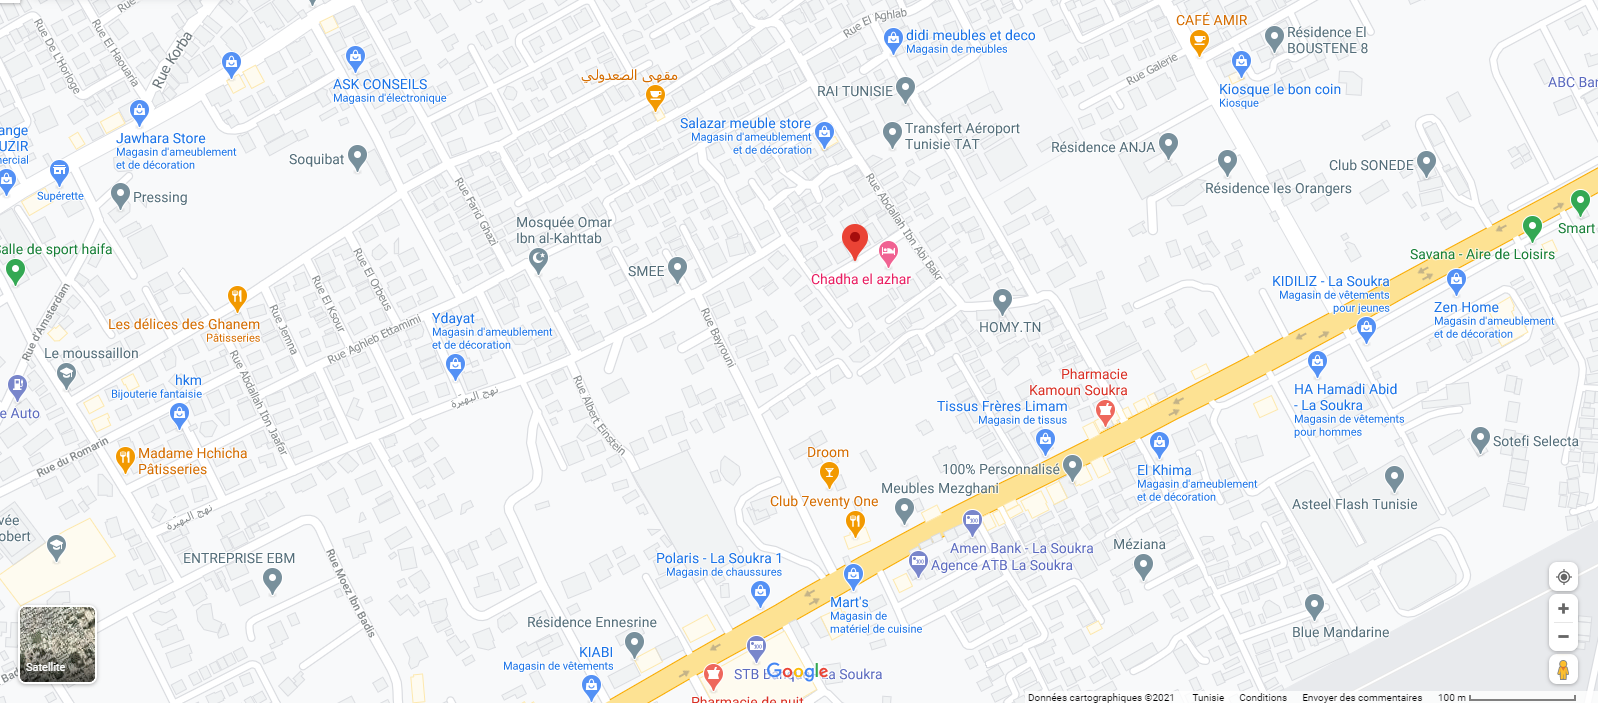 Rue El Aghlab
CAFÉ AMIR
Résidence El
BOUSTENE 8
didi meubles et deco
Magasin de meubles
Rue De L'Horloge
Rue El Haouaria
Rue Korba
Rue Galerie
ASK CONSEILS
Magasin d'électronique
مقهى الصعدولي
RAI TUNISIE
Kiosque le bon coin
Kiosque
ABC Ban
ange
UZIR
mercial
Jawhara Store
Magasin d'ameublement
et de décoration
Salazar meuble store
Magasin d'ameublement
et de décoration
Transfert Aéroport
Tunisie TAT
Résidence ANJA
Soquibat
Club SONEDE
Supérette
Pressing
Résidence les Orangers
Rue Farid Ghazi
Rue Abdallah Ibn Abi Bakr
Mosquée Omar
Ibn al-Kahttab
Smart
Salle de sport haifa
Savana - Aire de Loisirs
SMEE
Chadha el azhar
Rue El Orbeus
Rue El Ksour
Rue Jemna
Rue d'Amsterdam
KIDILIZ - La Soukra
Magasin de vêtements
pour jeunes
Zen Home
Magasin d'ameublement
et de décoration
Les délices des Ghanem
Pâtisseries
Rue Aghleb Ettamimi
Ydayat
Magasin d'ameublement
et de décoration
Rue Bayrouni
HOMY.TN
Le moussaillon
Rue Abdallah Ibn Jaafar
hkm
Bijouterie fantaisie
نهج المهرة
Rue Albert Einstein
Pharmacie
Kamoun Soukra
HA Hamadi Abid
- La Soukra
Magasin de vêtements
pour hommes
e Auto
Tissus Frères Limam
Magasin de tissus
Rue du Romarin
Madame Hchicha
Pâtisseries
Droom
Sotefi Selecta
100% Personnalisé
El Khima
Magasin d'ameublement
et de décoration
Meubles Mezghani
Club 7eventy One
Asteel Flash Tunisie
نهج المهرة
vée
obert
ENTREPRISE EBM
Rue Moez Ibn Badis
Amen Bank - La Soukra
Agence ATB La Soukra
Méziana
Polaris - La Soukra 1
Magasin de chaussures
Mart's
Magasin de
matériel de cuisine
Résidence Ennesrine
Blue Mandarine
KIABI
Magasin de vêtements
Satellite
STB Banque La Soukra
Google
Pharmacie de nuit
Données cartographiques ©2021 Tunisie Conditions Envoyer des commentaires 100 m